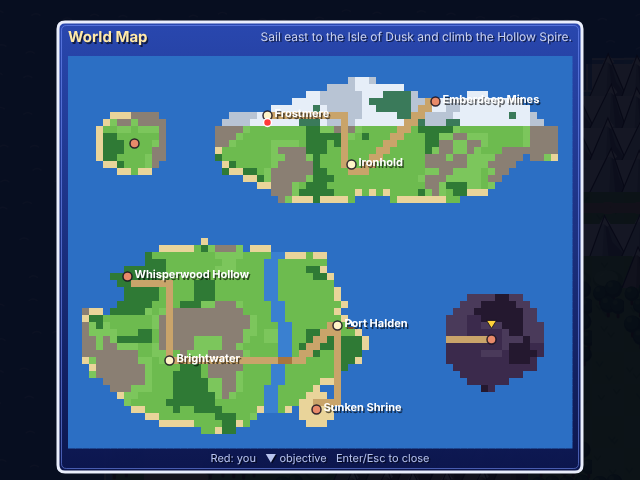 World Map
Sail east to the Isle of Dusk and climb the Hollow Spire.
Emberdeep Mines
Frostmere
Ironhold
Whisperwood Hollow
Port Halden
Brightwater
Sunken Shrine
Red: you ▼ objective Enter/Esc to close